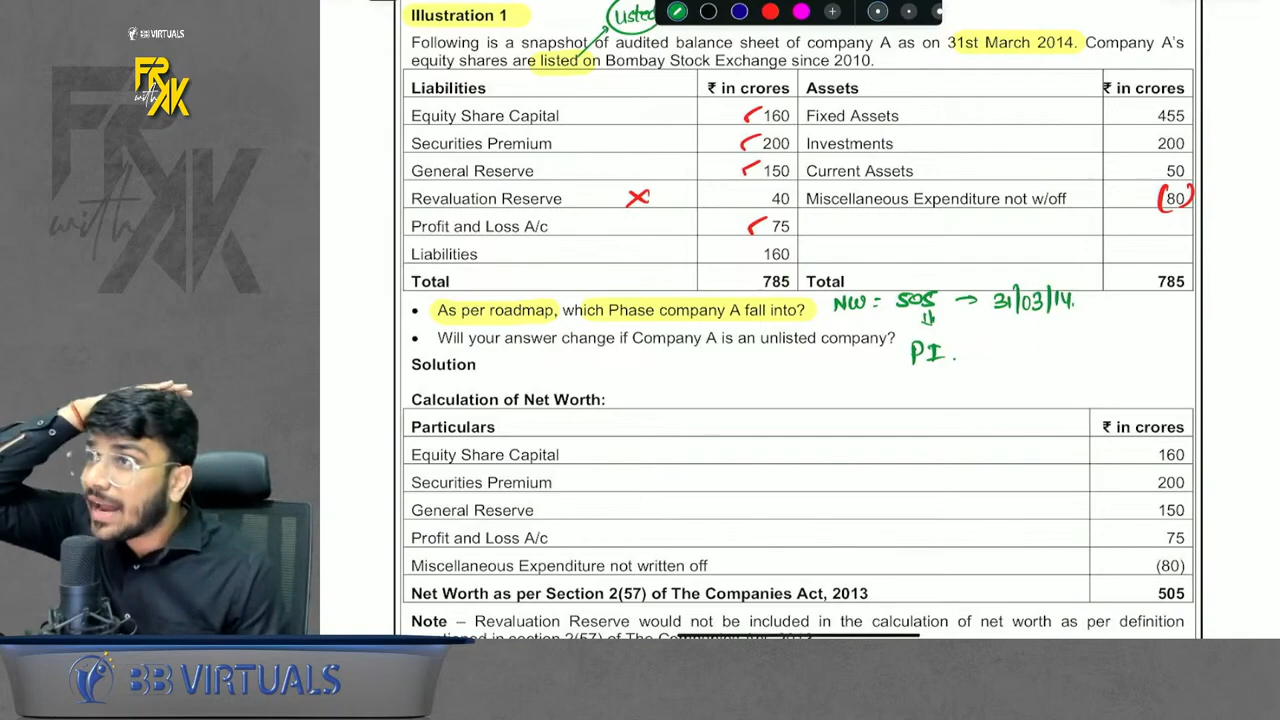 Illustration 1
Listed
BB VIRTUALS
FR
with
AK
Following is a snapshot of audited balance sheet of company A as on 31st March 2014. Company A's
equity shares are listed on Bombay Stock Exchange since 2010.
Liabilities ₹ in crores Assets ₹ in crores
Equity Share Capital 160 Fixed Assets 455
Securities Premium 200 Investments 200
General Reserve 150 Current Assets 50
Revaluation Reserve 40 Miscellaneous Expenditure not w/off (80)
Profit and Loss A/c 75
Liabilities 160
Total 785 Total 785
NW = 505 → 31/03/14.
• As per roadmap, which Phase company A fall into?
• Will your answer change if Company A is an unlisted company?
PI.
Solution
Calculation of Net Worth:
Particulars ₹ in crores
Equity Share Capital 160
Securities Premium 200
General Reserve 150
Profit and Loss A/c 75
Miscellaneous Expenditure not written off (80)
Net Worth as per Section 2(57) of The Companies Act, 2013 505
Note – Revaluation Reserve would not be included in the calculation of net worth as per definition
BB VIRTUALS